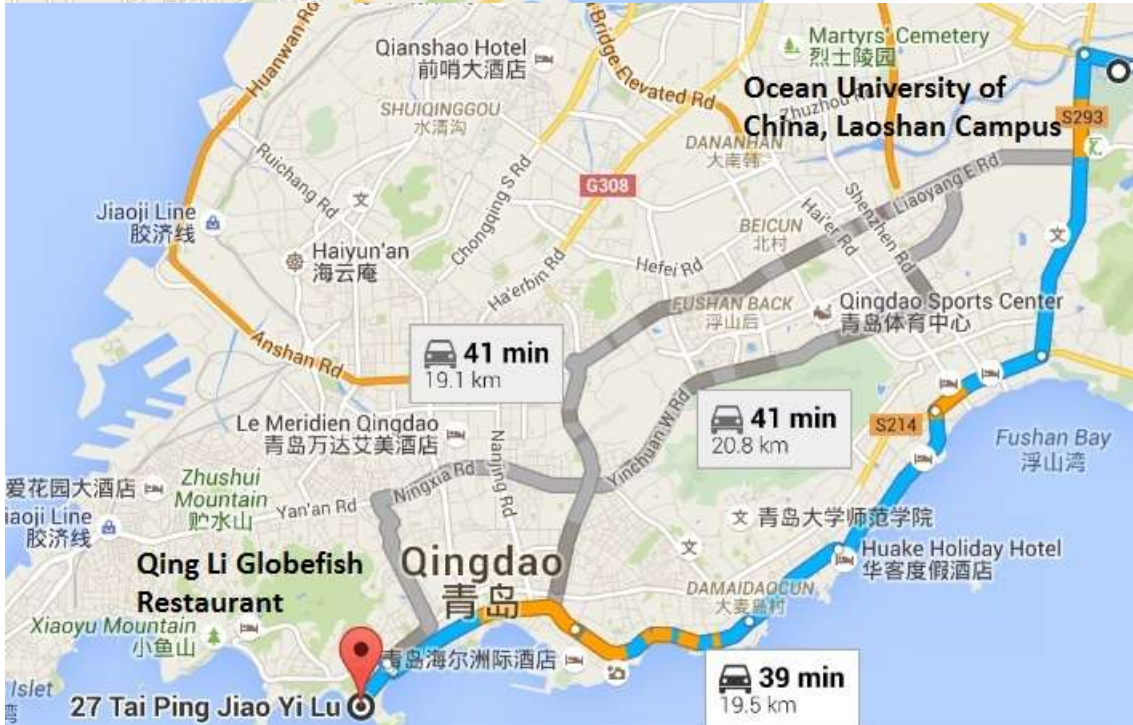 Martyrs' Cemetery
烈士陵园
Qianshao Hotel
前哨大酒店
Huanwan Rd
Bridge Elevated Rd
Ocean University of
China, Laoshan Campus
Zhuzhou
SHUIQINGGOU
水清沟
S293
DANANHAN
大南韩
Ruichang Rd
文
G308
Chongqing S Rd
Liaoyang E Rd
Jiaoji Line
胶济线
BEICUN
北村
Hai'er Rd
Shenzhen Rd
文
Haiyun'an
海云庵
Hefei Rd
Ha'erbin Rd
FUSHAN BACK
浮山后
Qingdao Sports Center
青岛体育中心
Anshan Rd
41 min
19.1 km
41 min
20.8 km
Le Meridien Qingdao
青岛万达艾美酒店
Nanjing Rd
Yinchuan W Rd
S214
Fushan Bay
浮山湾
爱花园大酒店
Zhushui
Mountain
贮水山
Ningxia Rd
Yan'an Rd
iaoji Line
胶济线
文 青岛大学师范学院
文
Qing Li Globefish
Restaurant
Qingdao
青岛
Huake Holiday Hotel
华客度假酒店
DAMAIDAOCUN
大麦岛村
Xiaoyu Mountain
小鱼山
青岛海尔洲际酒店
39 min
19.5 km
Islet
27 Tai Ping Jiao Yi Lu